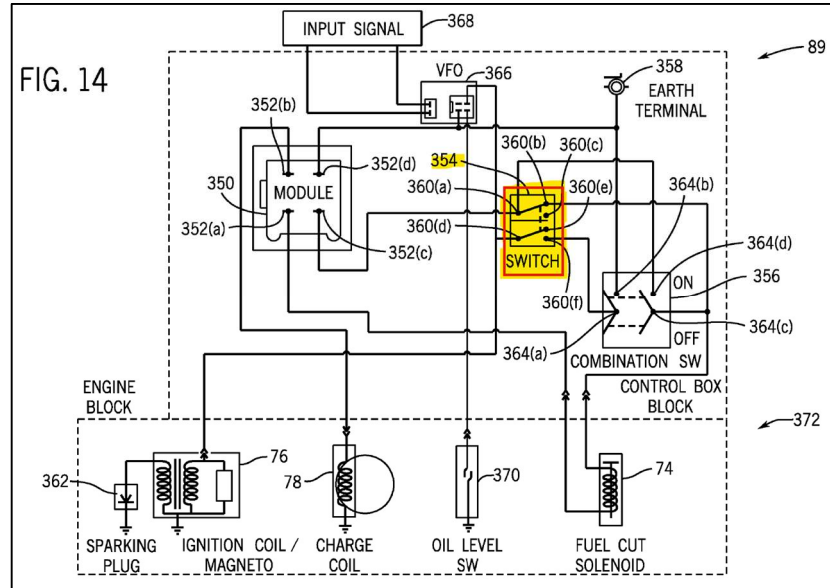 INPUT SIGNAL
368
89
FIG. 14
VFO
366
358
EARTH
TERMINAL
352(b)
360(b)
360(c)
354
352(d)
360(a)
360(e)
364(b)
350
MODULE
352(a)
360(d)
364(d)
352(c)
SWITCH
ON
356
360(f)
364(c)
OFF
364(a)
COMBINATION SW
ENGINE
BLOCK
CONTROL BOX
BLOCK
372
76
362
78
370
74
SPARKING
PLUG
IGNITION COIL /
MAGNETO
CHARGE
COIL
OIL LEVEL
SW
FUEL CUT
SOLENOID